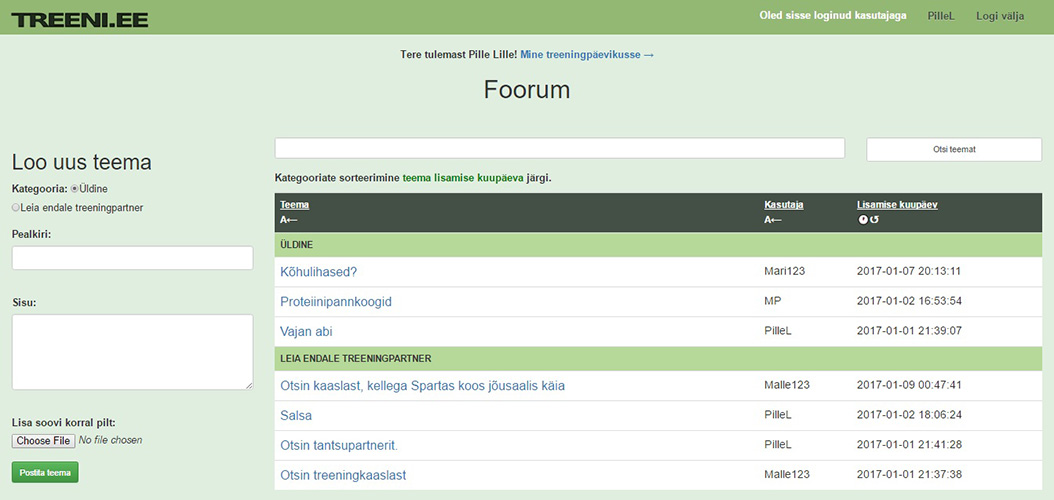 TREENI.EE
Oled sisse loginud kasutajaga PilleL Logi välja
Tere tulemast Pille Lille! Mine treeningpäevikusse →
Foorum
Loo uus teema
Kategooria: Üldine
Leia endale treeningpartner
Pealkiri:
Sisu:
Lisa soovi korral pilt:
Choose File No file chosen
Postita teema
Otsi teemat
Kategooriate sorteerimine teema lisamise kuupäeva järgi.
Teema Kasutaja Lisamise kuupäev
A← A←
ÜLDINE
Kõhulihased? Mari123 2017-01-07 20:13:11
Proteiinipannkoogid MP 2017-01-02 16:53:54
Vajan abi PilleL 2017-01-01 21:39:07
LEIA ENDALE TREENINGPARTNER
Otsin kaaslast, kellega Spartas koos jõusaalis käia Malle123 2017-01-09 00:47:41
Salsa PilleL 2017-01-02 18:06:24
Otsin tantsupartnerit. PilleL 2017-01-01 21:41:28
Otsin treeningkaaslast Malle123 2017-01-01 21:37:38